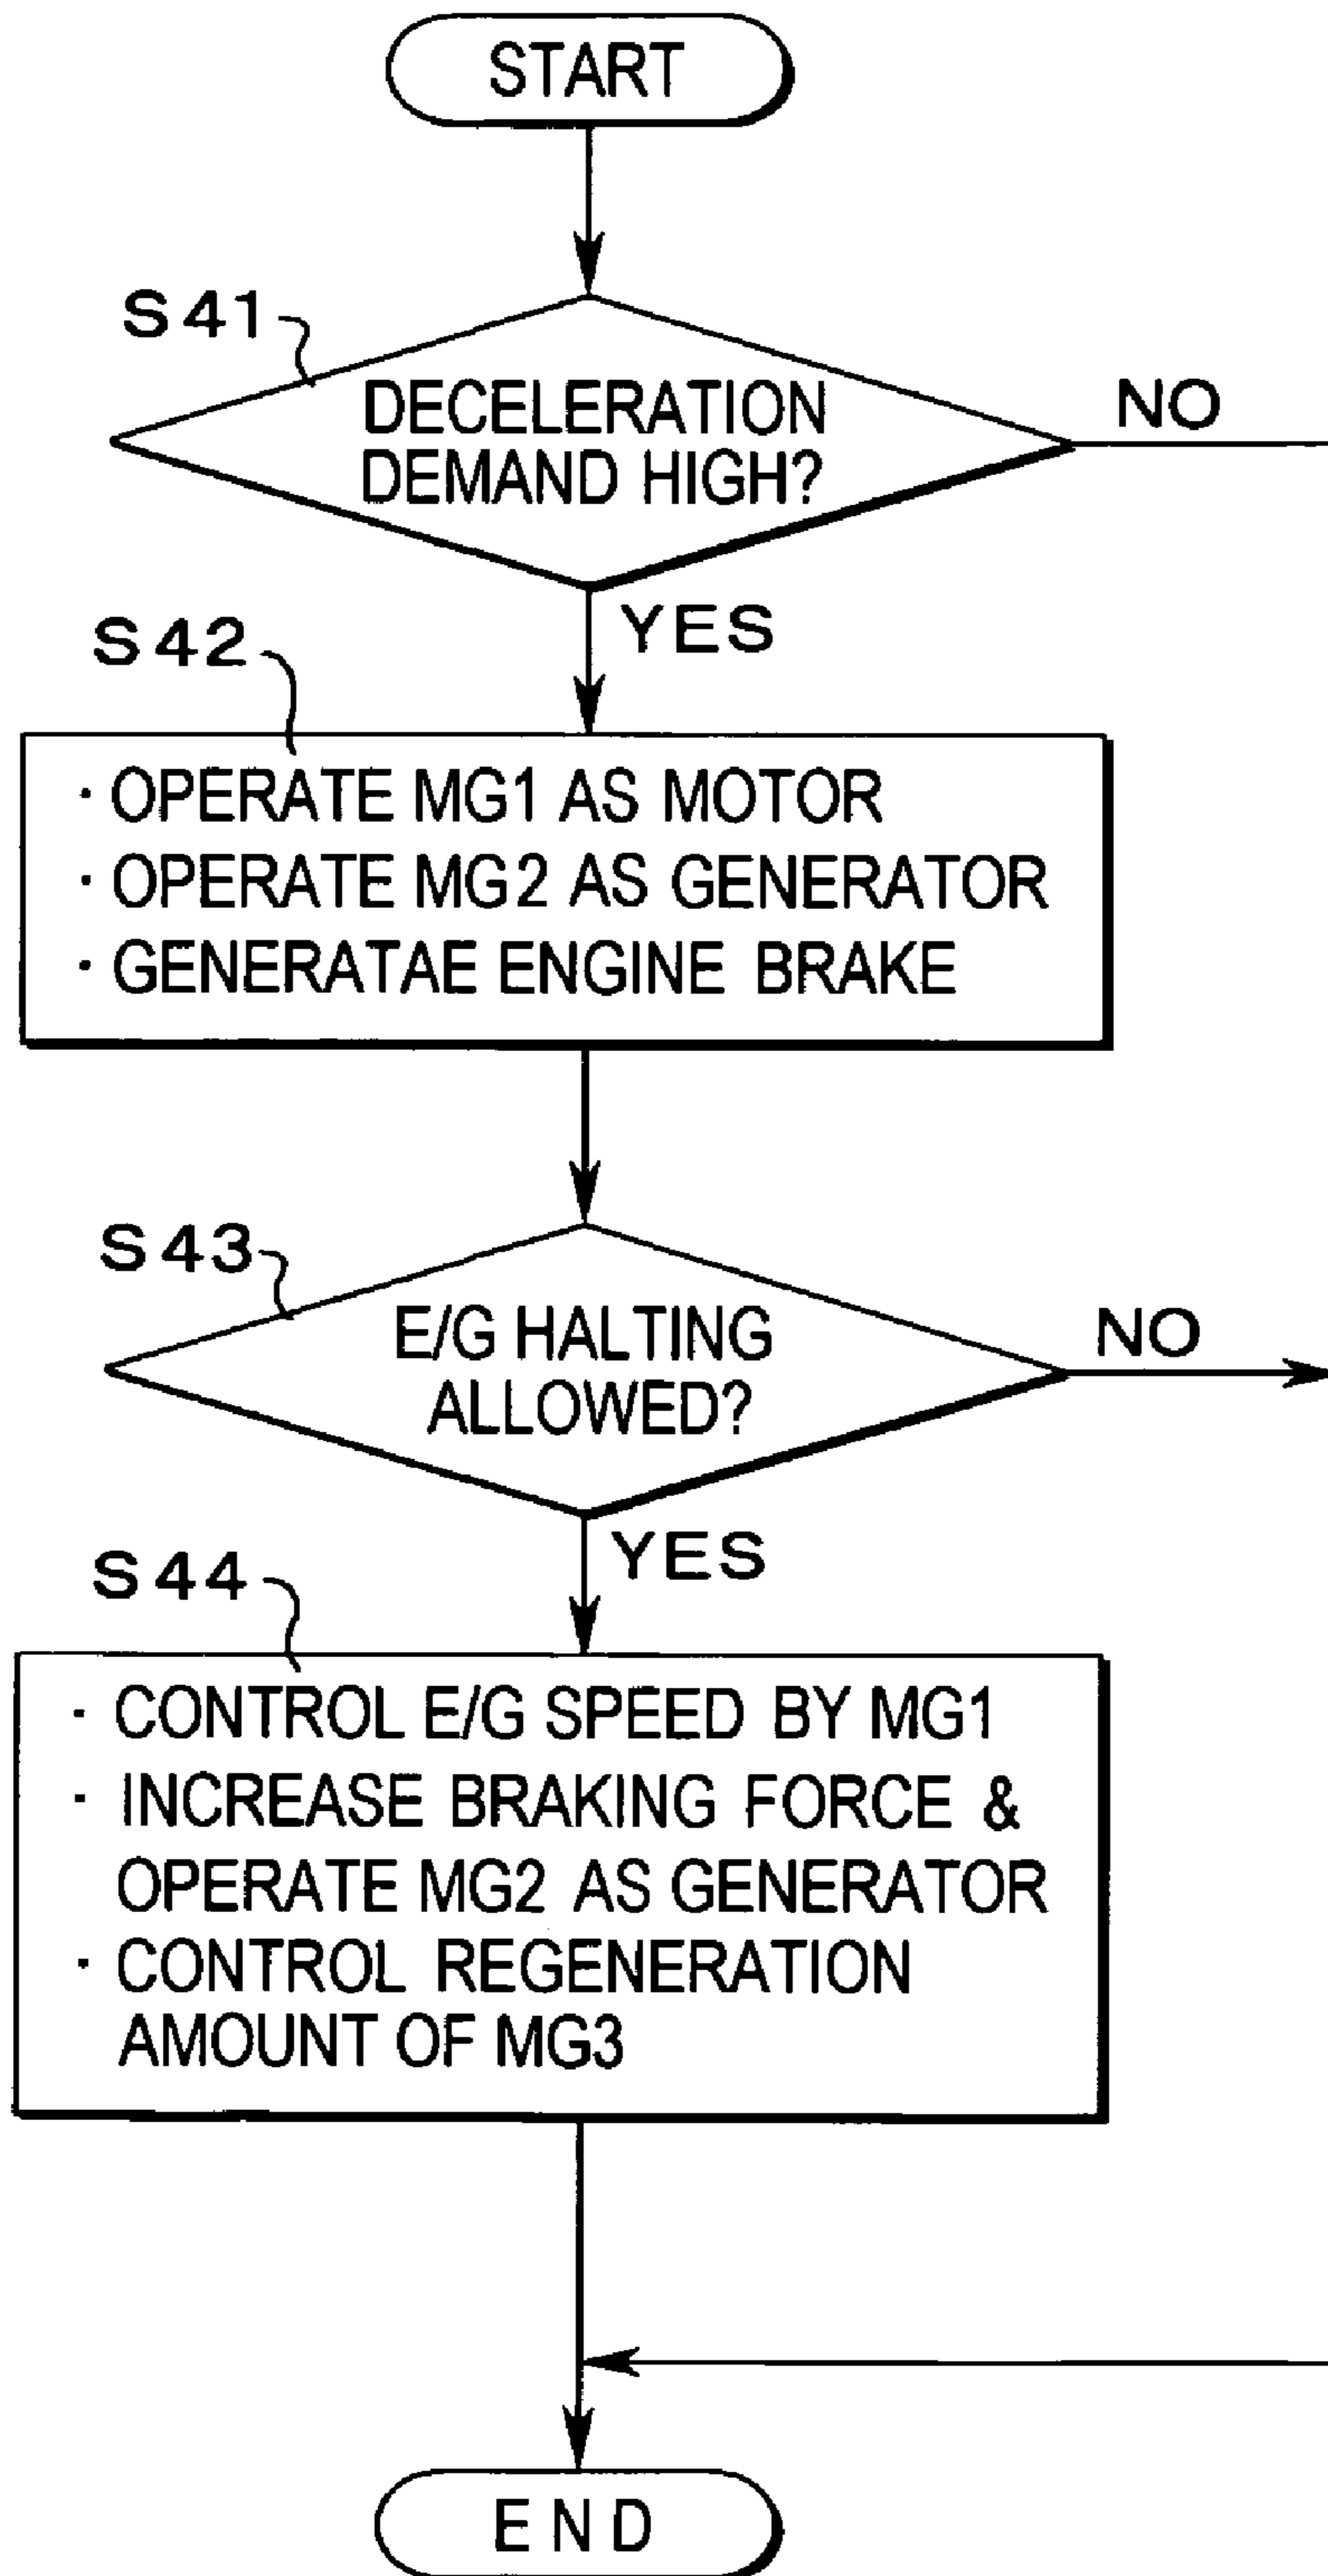 START
S41
DECELERATION
DEMAND HIGH?
NO
YES
S42
· OPERATE MG1 AS MOTOR
· OPERATE MG2 AS GENERATOR
· GENERATAE ENGINE BRAKE
S43
E/G HALTING
ALLOWED?
NO
YES
S44
· CONTROL E/G SPEED BY MG1
· INCREASE BRAKING FORCE &
OPERATE MG2 AS GENERATOR
· CONTROL REGENERATION
AMOUNT OF MG3
END